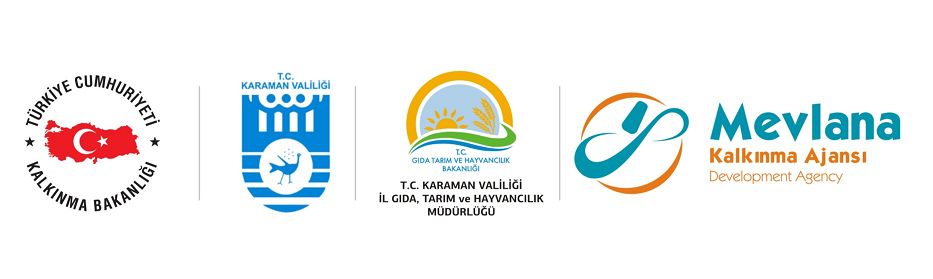 TÜRKİYE CUMHURİYETİ
KALKINMA BAKANLIĞI
T.C.
KARAMAN VALİLİĞİ
T.C.
GIDA TARIM VE HAYVANCILIK
BAKANLIĞI
T.C. KARAMAN VALİLİĞİ
İL GIDA, TARIM ve HAYVANCILIK
MÜDÜRLÜĞÜ
Mevlana
Kalkınma Ajansı
Development Agency